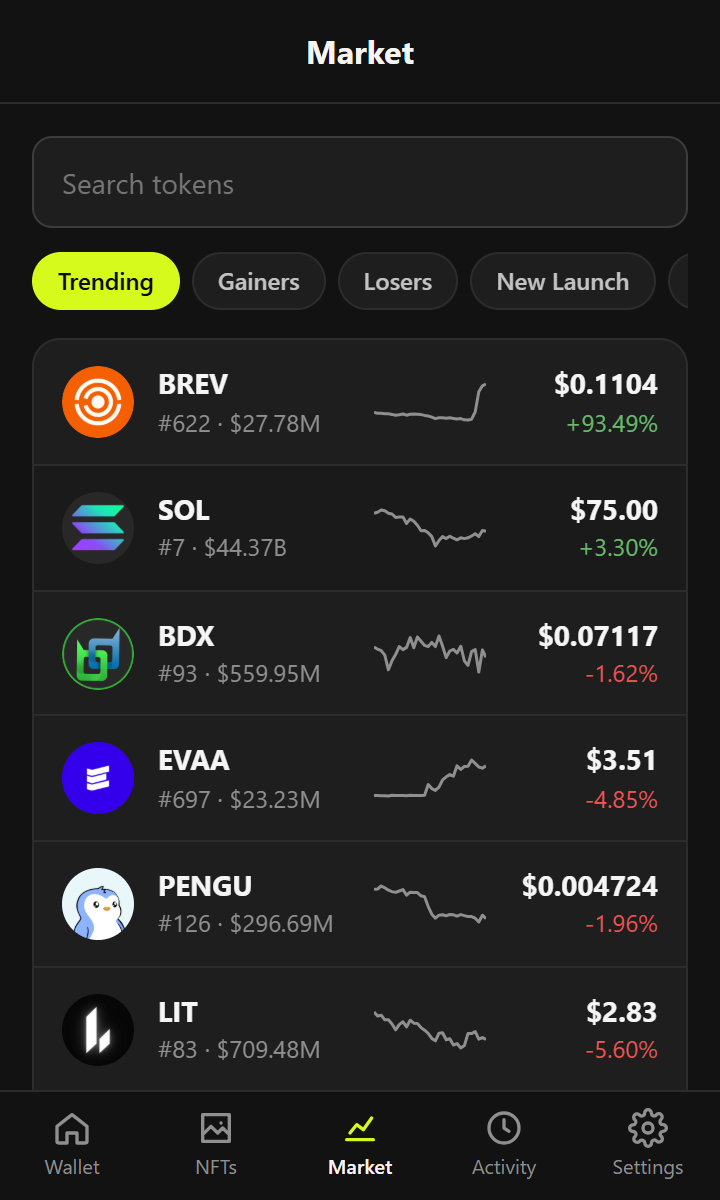 Market
Search tokens
Trending
Gainers
Losers
New Launch
BREV
$0.1104
#622 · $27.78M
+93.49%
SOL
$75.00
#7 · $44.37B
+3.30%
BDX
$0.07117
#93 · $559.95M
-1.62%
EVAA
$3.51
#697 · $23.23M
-4.85%
PENGU
$0.004724
#126 · $296.69M
-1.96%
LIT
$2.83
#83 · $709.48M
-5.60%
Wallet
NFTs
Market
Activity
Settings